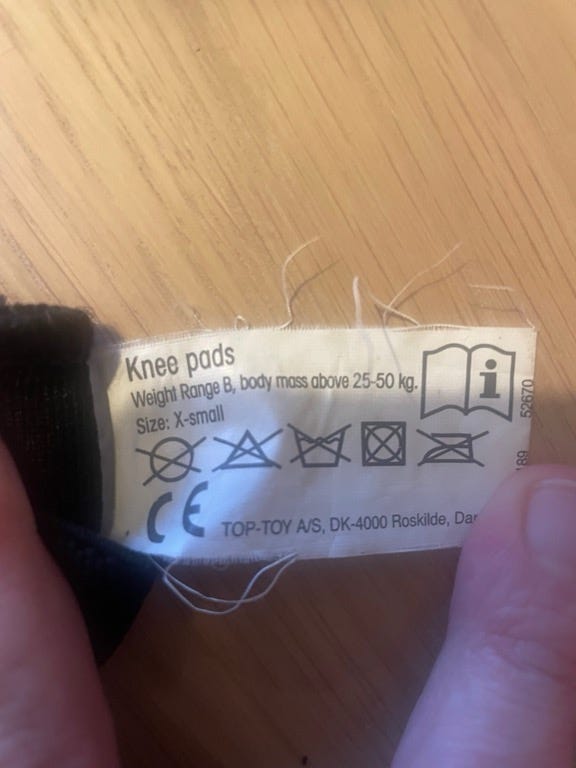 Knee pads
Weight Range B, body mass above 25-50 kg.
Size: X-small
CE
TOP-TOY A/S, DK-4000 Roskilde,
52670